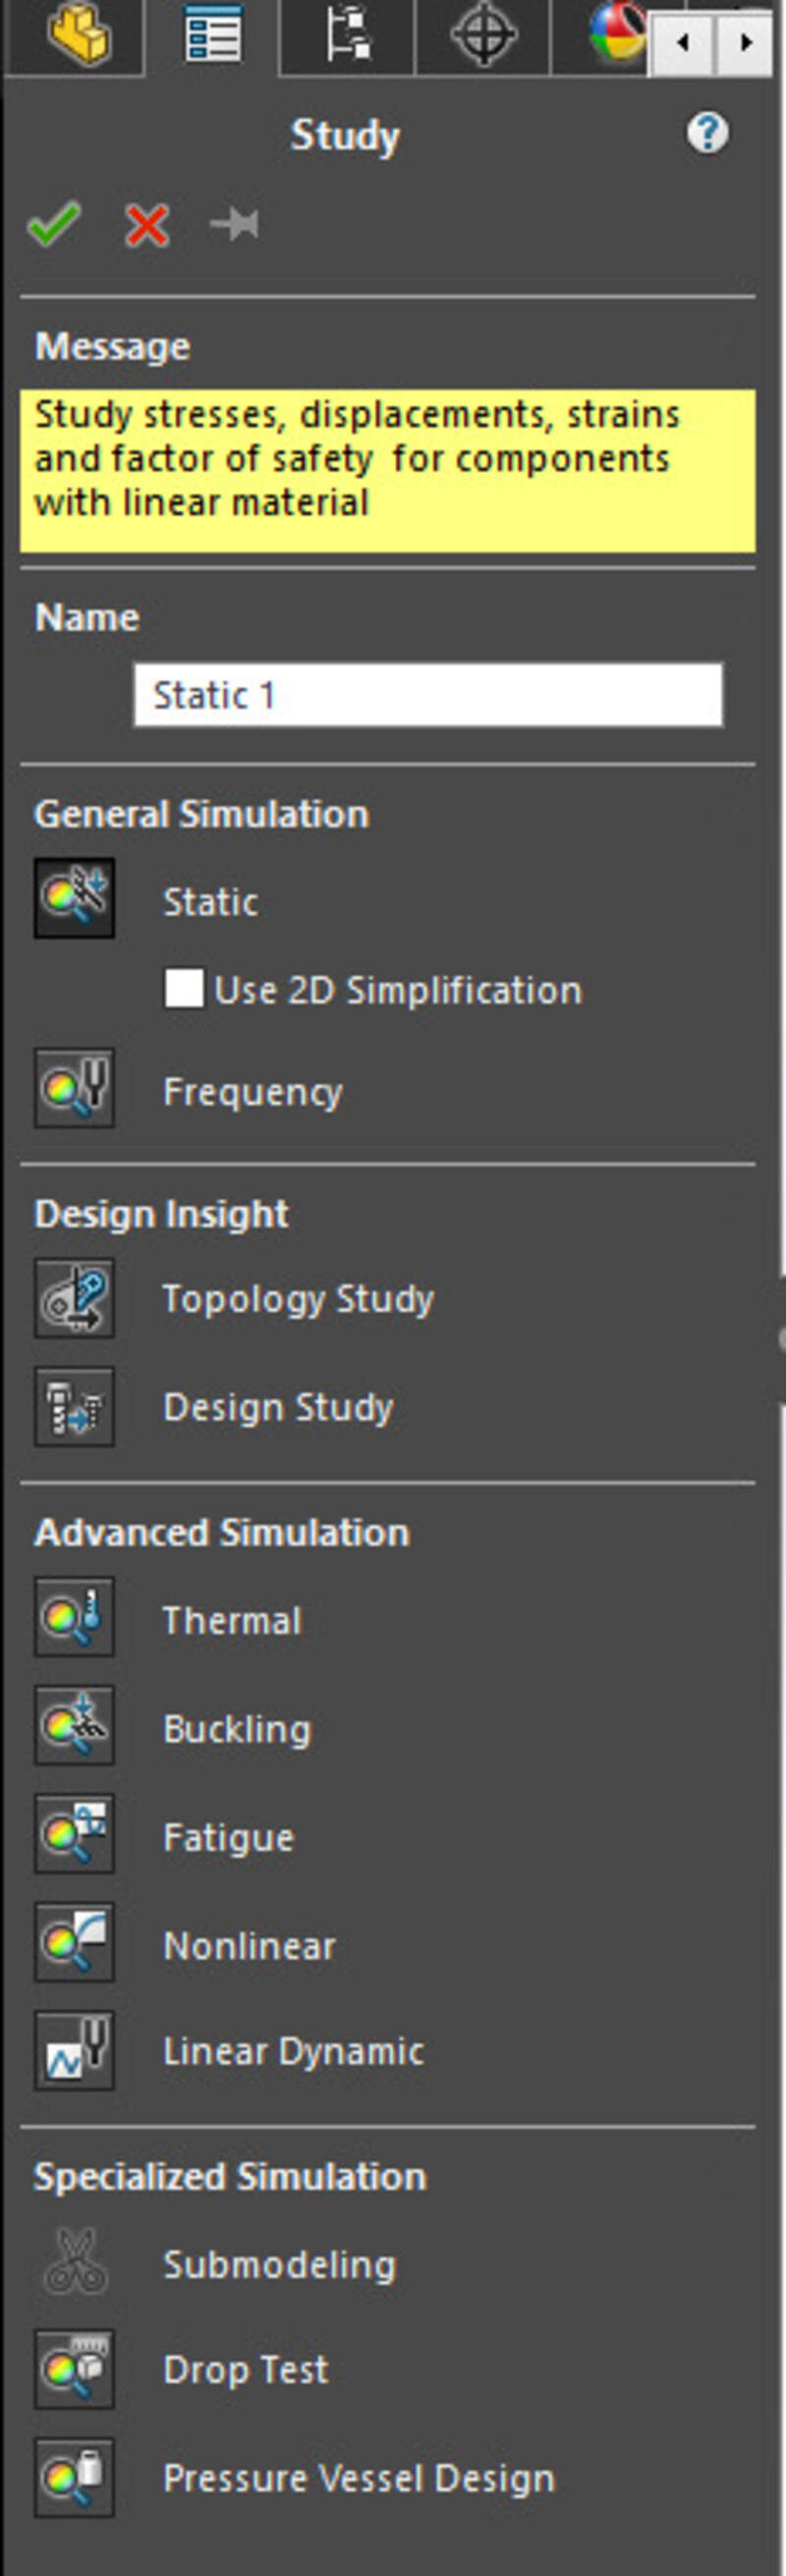 Study
Message
Study stresses, displacements, strains
and factor of safety for components
with linear material
Name
Static 1
General Simulation
Static
Use 2D Simplification
Frequency
Design Insight
Topology Study
Design Study
Advanced Simulation
Thermal
Buckling
Fatigue
Nonlinear
Linear Dynamic
Specialized Simulation
Submodeling
Drop Test
Pressure Vessel Design